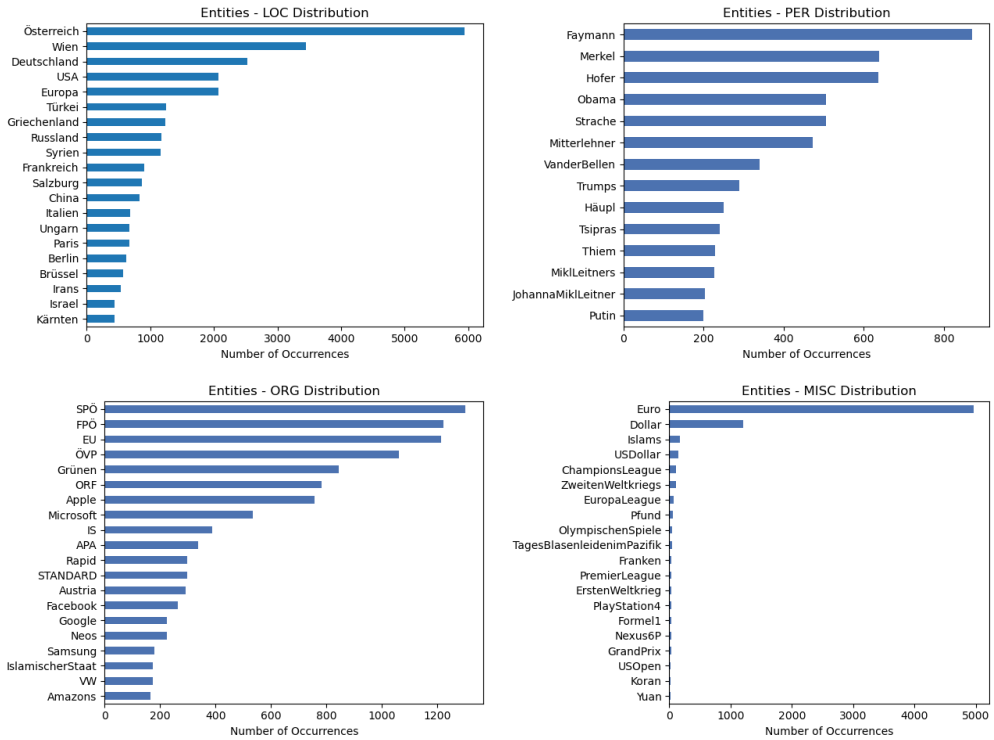 Entities - LOC Distribution
Österreich
Wien
Deutschland
USA
Europa
Türkei
Griechenland
Russland
Syrien
Frankreich
Salzburg
China
Italien
Ungarn
Paris
Berlin
Brüssel
Irans
Israel
Kärnten
0 1000 2000 3000 4000 5000 6000
Number of Occurrences
Entities - PER Distribution
Faymann
Merkel
Hofer
Obama
Strache
Mitterlehner
VanderBellen
Trumps
Häupl
Tsipras
Thiem
MiklLeitners
JohannaMiklLeitner
Putin
0 200 400 600 800
Number of Occurrences
Entities - ORG Distribution
SPÖ
FPÖ
EU
ÖVP
Grünen
ORF
Apple
Microsoft
IS
APA
Rapid
STANDARD
Austria
Facebook
Google
Neos
Samsung
IslamischerStaat
VW
Amazons
0 200 400 600 800 1000 1200
Number of Occurrences
Entities - MISC Distribution
Euro
Dollar
Islams
USDollar
ChampionsLeague
ZweitenWeltkriegs
EuropaLeague
Pfund
OlympischenSpiele
TagesBlasenleidenimPazifik
Franken
PremierLeague
ErstenWeltkrieg
PlayStation4
Formel1
Nexus6P
GrandPrix
USOpen
Koran
Yuan
0 1000 2000 3000 4000 5000
Number of Occurrences